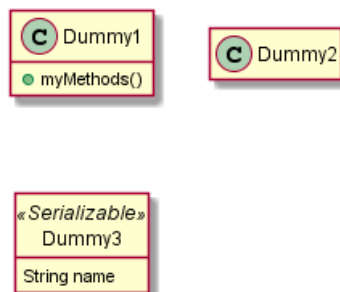 C Dummy1
myMethods()
C Dummy2
«Serializable»
Dummy3
String name